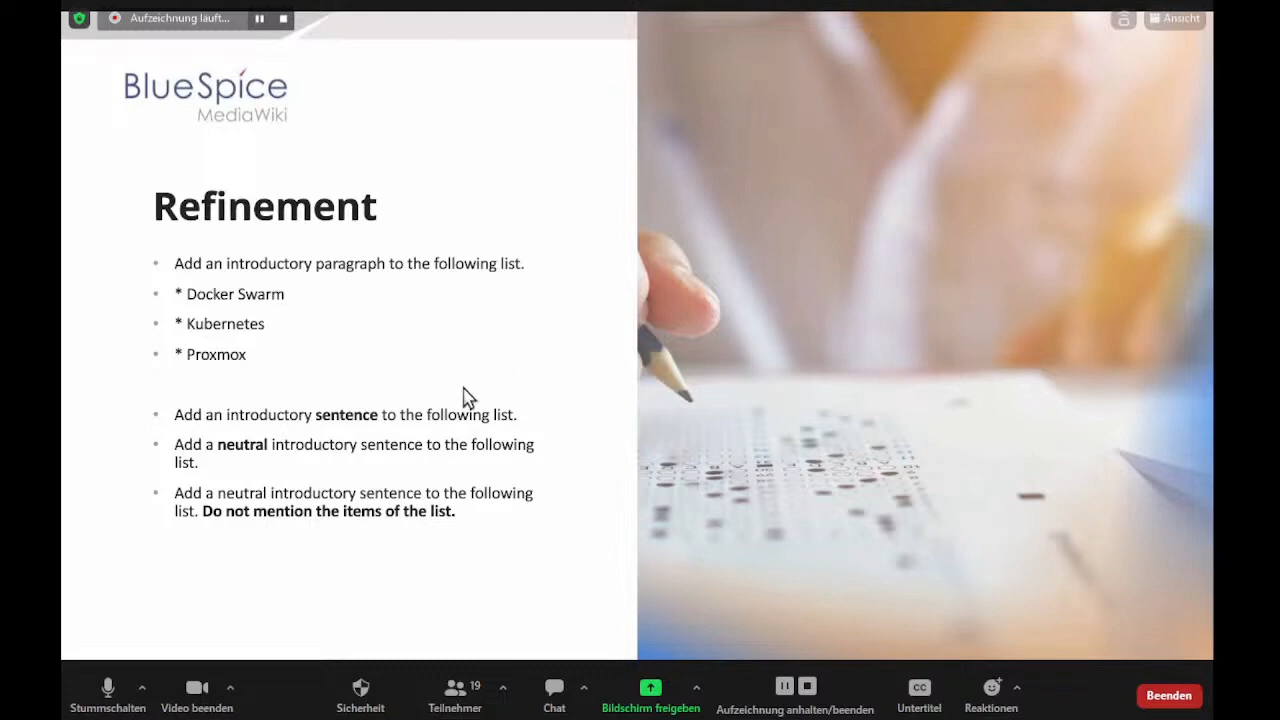 Aufzeichnung läuft...
Ansicht
BlueSpice
MediaWiki
Refinement
• Add an introductory paragraph to the following list.
• * Docker Swarm
• * Kubernetes
• * Proxmox
• Add an introductory sentence to the following list.
• Add a neutral introductory sentence to the following
list.
• Add a neutral introductory sentence to the following
list. Do not mention the items of the list.
19
CC
Stummschalten
Video beenden
Sicherheit
Teilnehmer
Chat
Bildschirm freigeben
Aufzeichnung anhalten/beenden
Untertitel
Reaktionen
Beenden